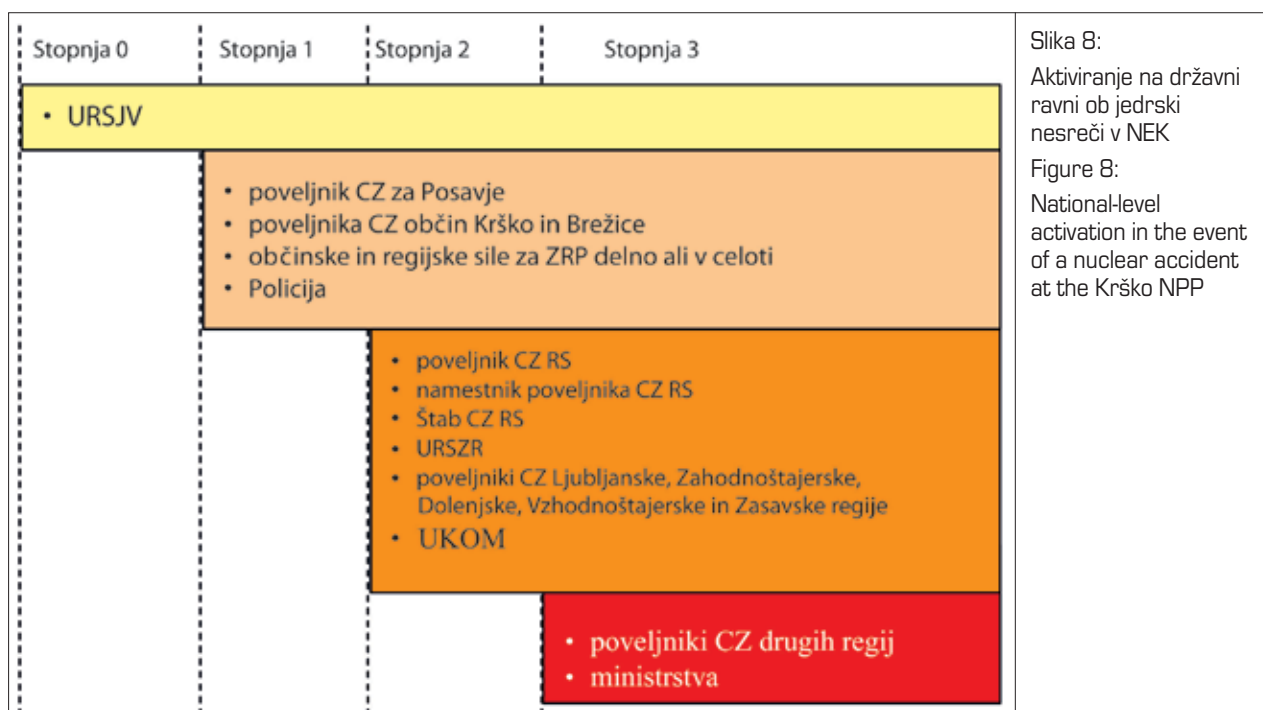 Stopnja 0
Stopnja 1
Stopnja 2
Stopnja 3
• URSJV
• poveljnik CZ za Posavje
• poveljnika CZ občin Krško in Brežice
• občinske in regijske sile za ZRP delno ali v celoti
• Policija
• poveljnik CZ RS
• namestnik poveljnika CZ RS
• Štab CZ RS
• URSZR
• poveljniki CZ Ljubljanske, Zahodnoštajerske,
Dolenjske, Vzhodnoštajerske in Zasavske regije
• UKOM
• poveljniki CZ drugih regij
• ministrstva
Slika 8:
Aktiviranje na državni
ravni ob jedrski
nesreči v NEK
Figure 8:
National-level
activation in the event
of a nuclear accident
at the Krško NPP